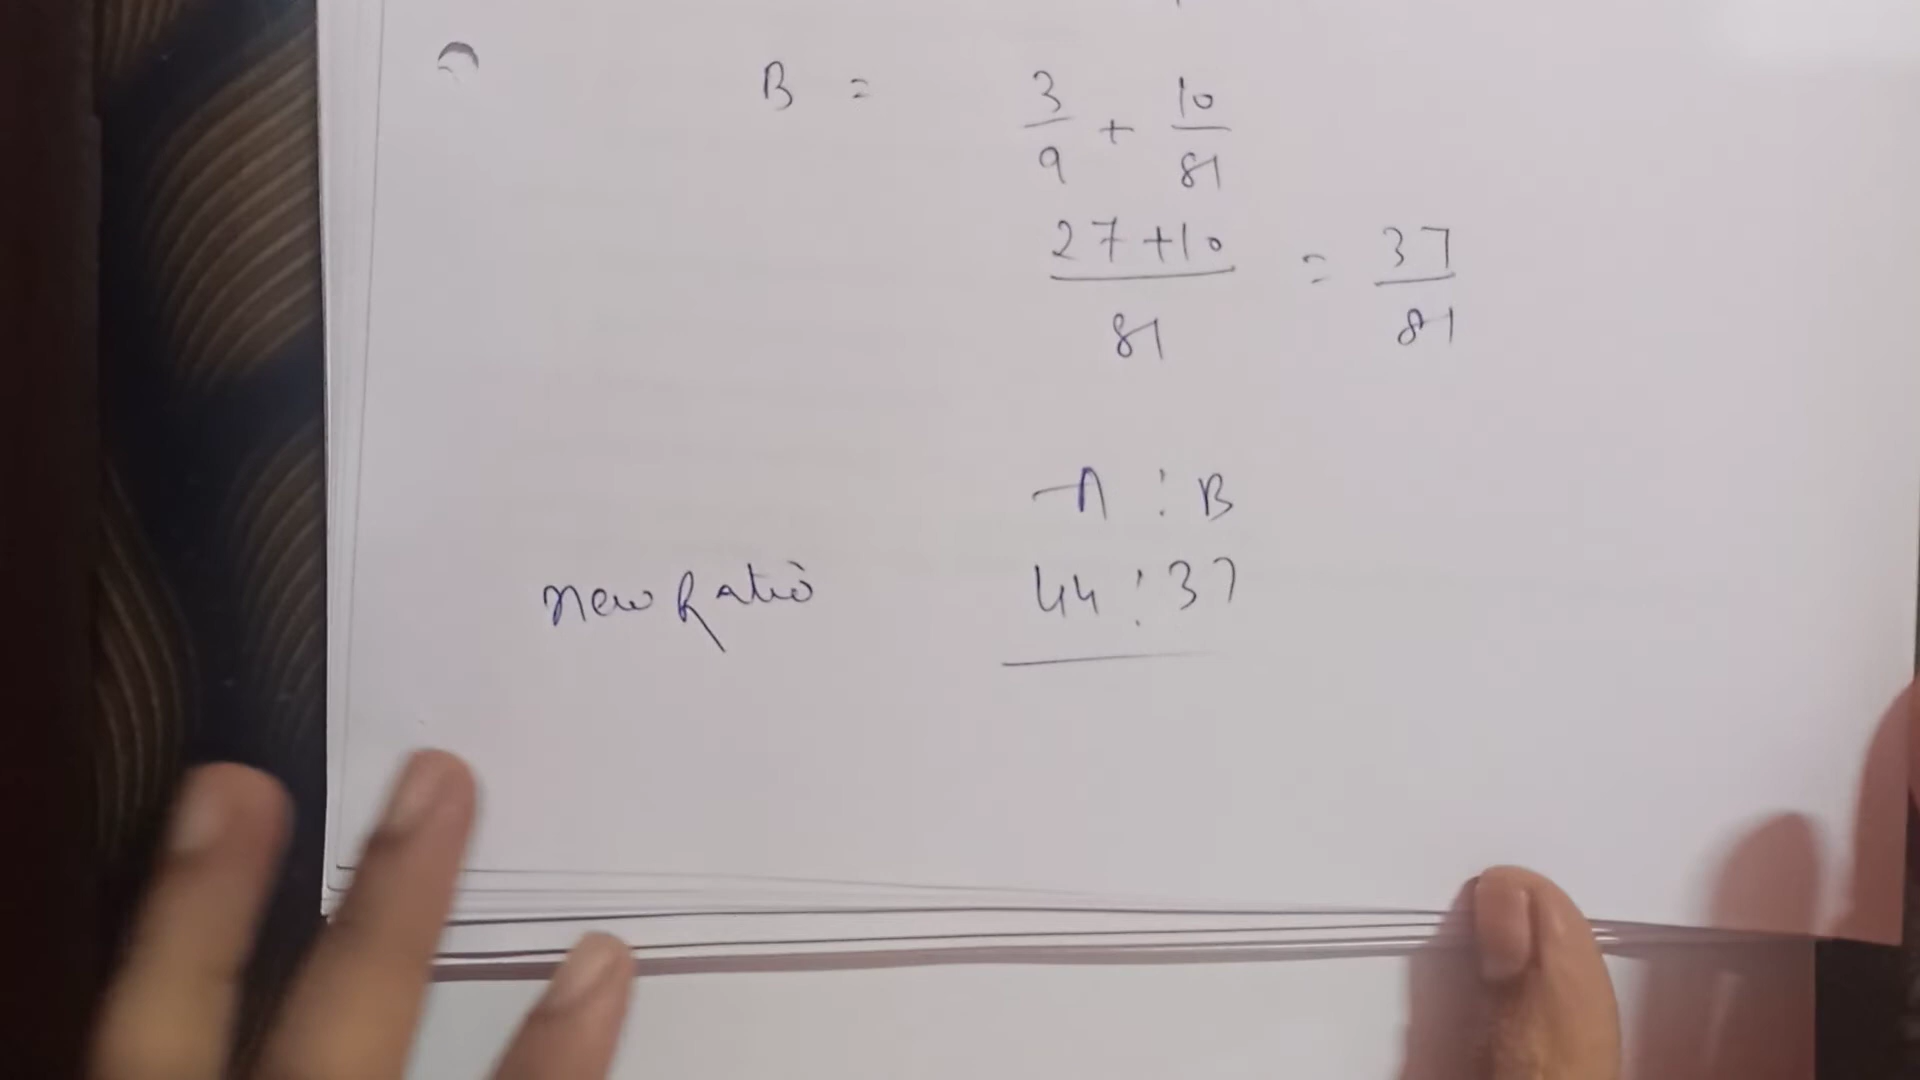 B = 3/9 + 10/81
27+10/81 = 37/81
A : B
New Ratio 44 : 37